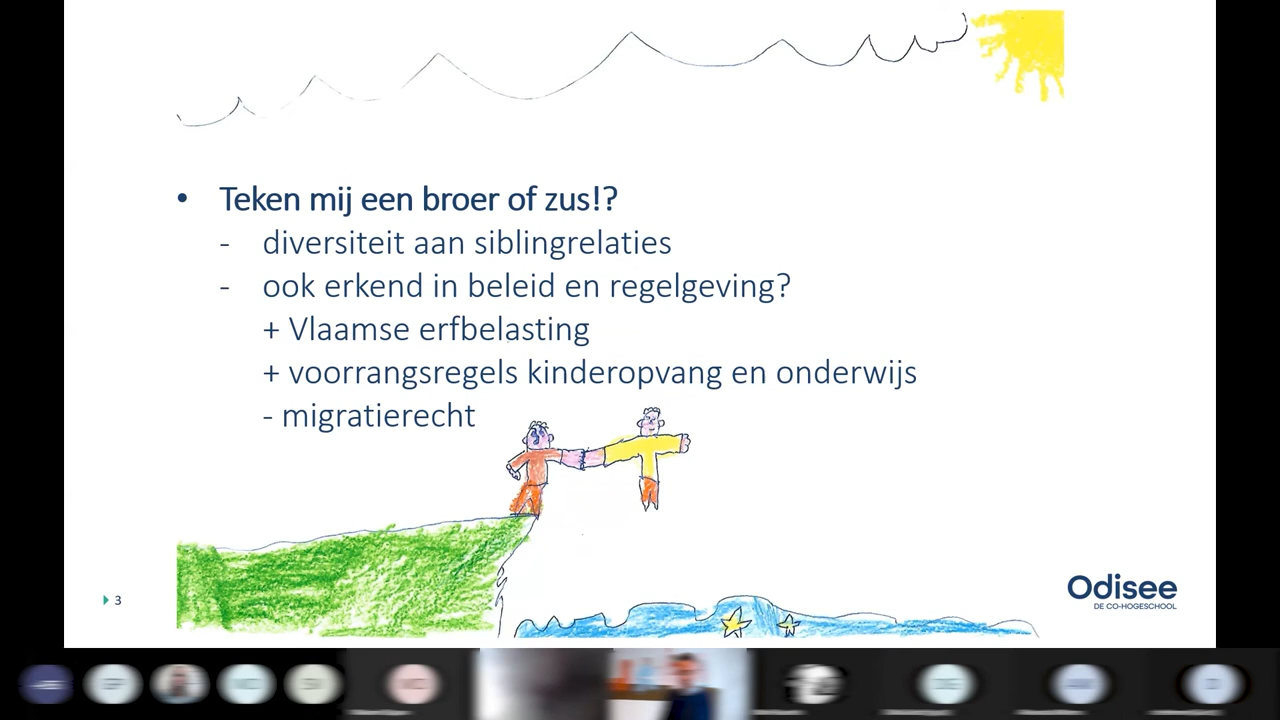 • Teken mij een broer of zus!?
- diversiteit aan siblingrelaties
- ook erkend in beleid en regelgeving?
+ Vlaamse erfbelasting
+ voorrangsregels kinderopvang en onderwijs
- migratierecht
3
Odisee
DE CO-HOGESCHOOL